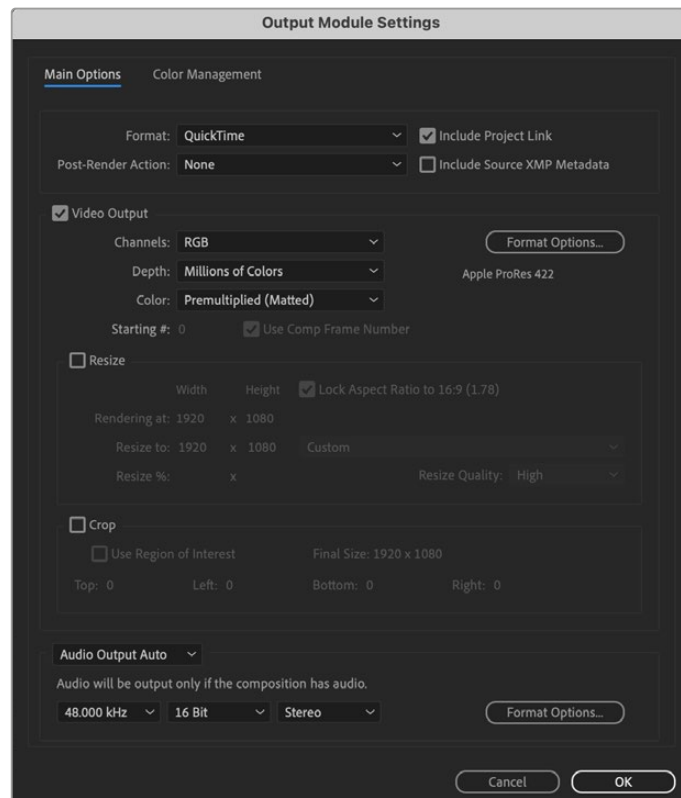 Output Module Settings
Main Options Color Management
Format: QuickTime Include Project Link
Post-Render Action: None Include Source XMP Metadata
Video Output
Channels: RGB Format Options...
Depth: Millions of Colors Apple ProRes 422
Color: Premultiplied (Matted)
Starting #: 0 Use Comp Frame Number
Resize
Width Height Lock Aspect Ratio to 16:9 (1.78)
Rendering at: 1920 x 1080
Resize to: 1920 x 1080 Custom
Resize %: x Resize Quality: High
Crop
Use Region of Interest Final Size: 1920 x 1080
Top: 0 Left: 0 Bottom: 0 Right: 0
Audio Output Auto
Audio will be output only if the composition has audio.
48.000 kHz 16 Bit Stereo Format Options...
Cancel OK